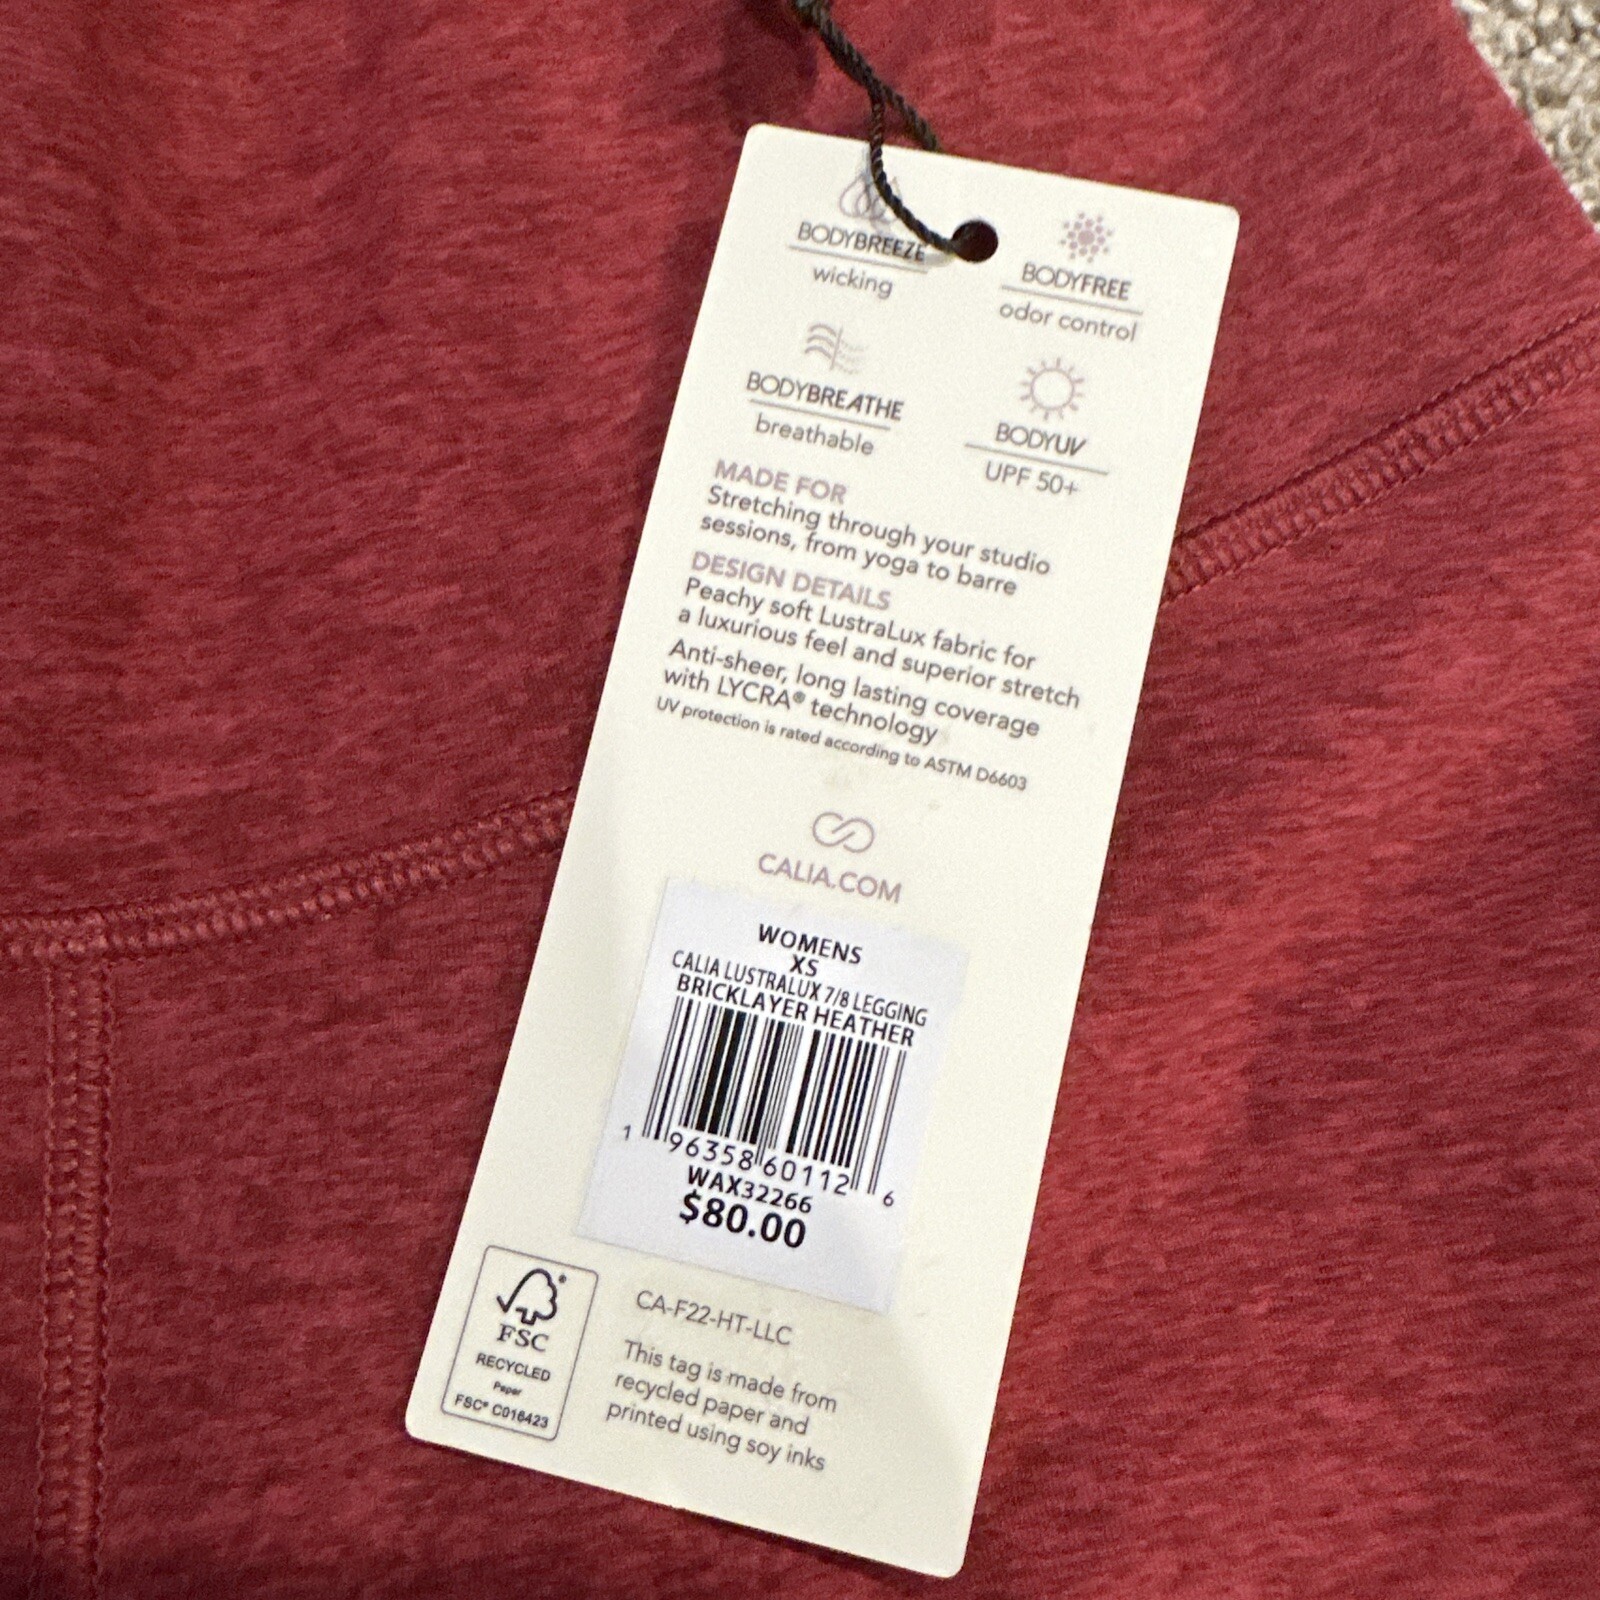 BODYBREEZE
wicking
BODYFREE
odor control
BODYBREATHE
breathable
BODYUV
UPF 50+
MADE FOR
Stretching through your studio
sessions, from yoga to barre
DESIGN DETAILS
Peachy soft LustraLux fabric for
a luxurious feel and superior stretch
Anti-sheer, long lasting coverage
with LYCRA® technology
UV protection is rated according to ASTM D6603
CALIA.COM
WOMENS
XS
CALIA LUSTRALUX 7/8 LEGGING
BRICKLAYER HEATHER
1 96358 60112 6
WAX32266
$80.00
CA-F22-HT-LLC
This tag is made from
recycled paper and
printed using soy inks
®
FSC
RECYCLED
Paper
FSC® C016423